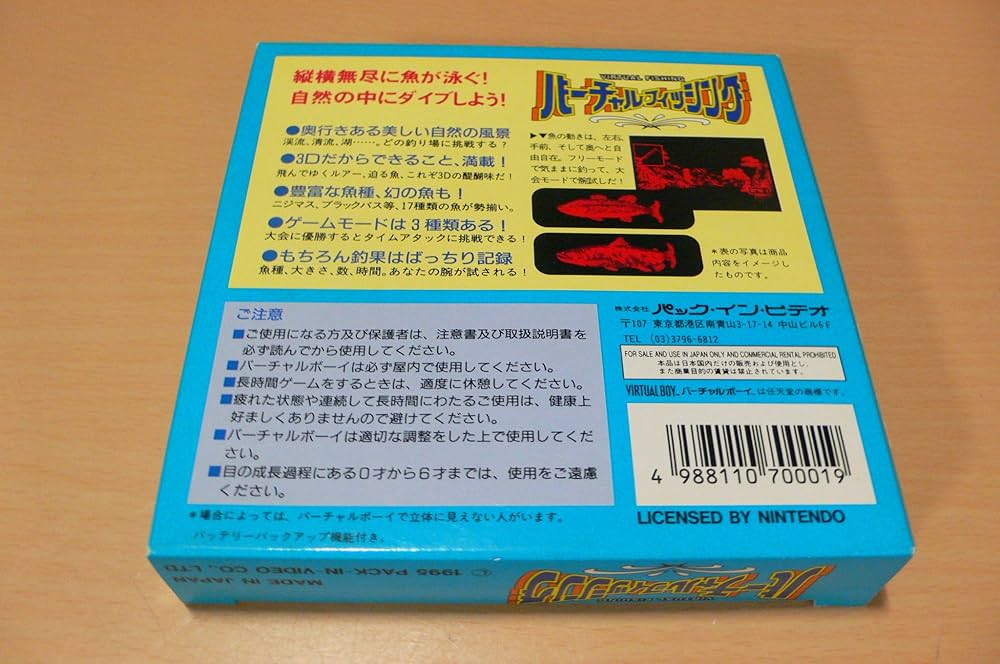 縦横無尽に魚が泳ぐ!
自然の中にダイブしよう!
●奥行きある美しい自然の風景
渓流、清流、湖……。どの釣り場に挑戦する?
●3Dだからできること、満載!
飛んでゆくルアー、迫る魚、これぞ3Dの醍醐味だ!
●豊富な魚種、幻の魚も!
ニジマス、ブラックバス等、17種類の魚が勢揃い。
●ゲームモードは3種類ある!
大会に優勝するとタイムアタックに挑戦できる!
●もちろん釣果はばっちり記録
魚種、大きさ、数、時間。あなたの腕が試される!
VIRTUAL FISHING
バーチャルフィッシング
▶▼魚の動きは、左右、
手前、そして奥へと自
由自在。フリーモード
で気ままに釣って、大
会モードで腕試しだ!
*表の写真は商品
内容をイメージし
たものです。
ご注意
■ご使用になる方及び保護者は、注意書及び取扱説明書を
必ず読んでから使用してください。
■バーチャルボーイは必ず屋内で使用してください。
■長時間ゲームをするときは、適度に休憩してください。
■疲れた状態や連続して長時間にわたるご使用は、健康上
好ましくありませんので避けてください。
■バーチャルボーイは適切な調整をした上で使用してくだ
さい。
■目の成長過程にある0才から6才までは、使用をご遠慮
ください。
*場合によっては、バーチャルボーイで立体に見えない人がいます。
バッテリーバックアップ機能付き。
株式会社 パック・イン・ビデオ
〒107 東京都港区南青山3-17-14 中山ビル6F
TEL (03)3796-6812
FOR SALE AND USE IN JAPAN ONLY AND COMMERCIAL RENTAL PROHIBITED
本品は日本国内だけの販売および使用とし、
また商業目的の賃貸は禁止されています。
VIRTUAL BOY™、バーチャルボーイ™は任天堂の商標です。
4 988110 700019
LICENSED BY NINTENDO
バーチャルフィッシング
VIRTUAL FISHING
© 1995 PACK-IN-VIDEO CO., LTD
MADE IN JAPAN